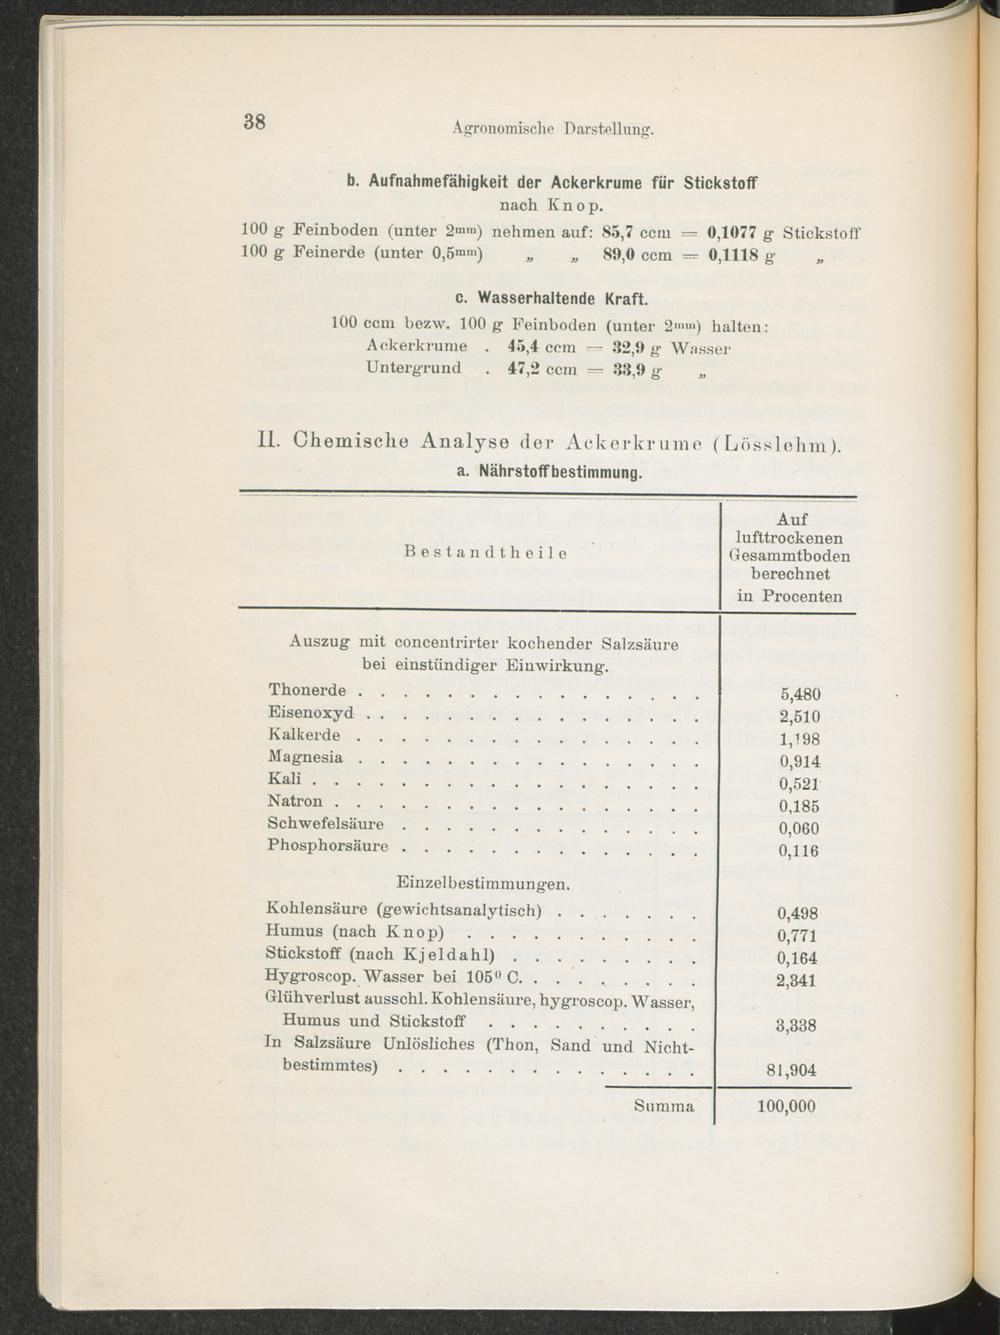 38
Agronomische Darstellung.
b. Aufnahmefähigkeit der Ackerkrume für Stickstoff
nach Knop.
100 g Feinboden (unter 2mm) nehmen auf: 85,7 ccm = 0,1077 g Stickstoff
100 g Feinerde (unter 0,5mm) „ „ 89,0 ccm = 0,1118 g „
c. Wasserhaltende Kraft.
100 ccm bezw. 100 g Feinboden (unter 2mm) halten:
Ackerkrume . 45,4 ccm = 32,9 g Wasser
Untergrund . 47,2 ccm = 33,9 g „
II. Chemische Analyse der Ackerkrume (Lösslehm).
a. Nährstoffbestimmung.
Bestandtheile
Auf
lufttrockenen
Gesammtboden
berechnet
in Procenten
Auszug mit concentrirter kochender Salzsäure
bei einstündiger Einwirkung.
Thonerde . . . . . . . . . . . . . . . . 5,480
Eisenoxyd . . . . . . . . . . . . . . . . 2,510
Kalkerde . . . . . . . . . . . . . . . . 1,198
Magnesia . . . . . . . . . . . . . . . . 0,914
Kali . . . . . . . . . . . . . . . . . . 0,521
Natron . . . . . . . . . . . . . . . . . 0,185
Schwefelsäure . . . . . . . . . . . . . . 0,060
Phosphorsäure . . . . . . . . . . . . . . 0,116
Einzelbestimmungen.
Kohlensäure (gewichtsanalytisch) . . . . . . . 0,498
Humus (nach Knop) . . . . . . . . . . . 0,771
Stickstoff (nach Kjeldahl) . . . . . . . . . 0,164
Hygroscop. Wasser bei 105⁰ C. . . . . . . . . 2,341
Glühverlust ausschl. Kohlensäure, hygroscop. Wasser,
Humus und Stickstoff . . . . . . . . . . 3,338
In Salzsäure Unlösliches (Thon, Sand und Nicht-
bestimmtes) . . . . . . . . . . . . . . 81,904
Summa 100,000